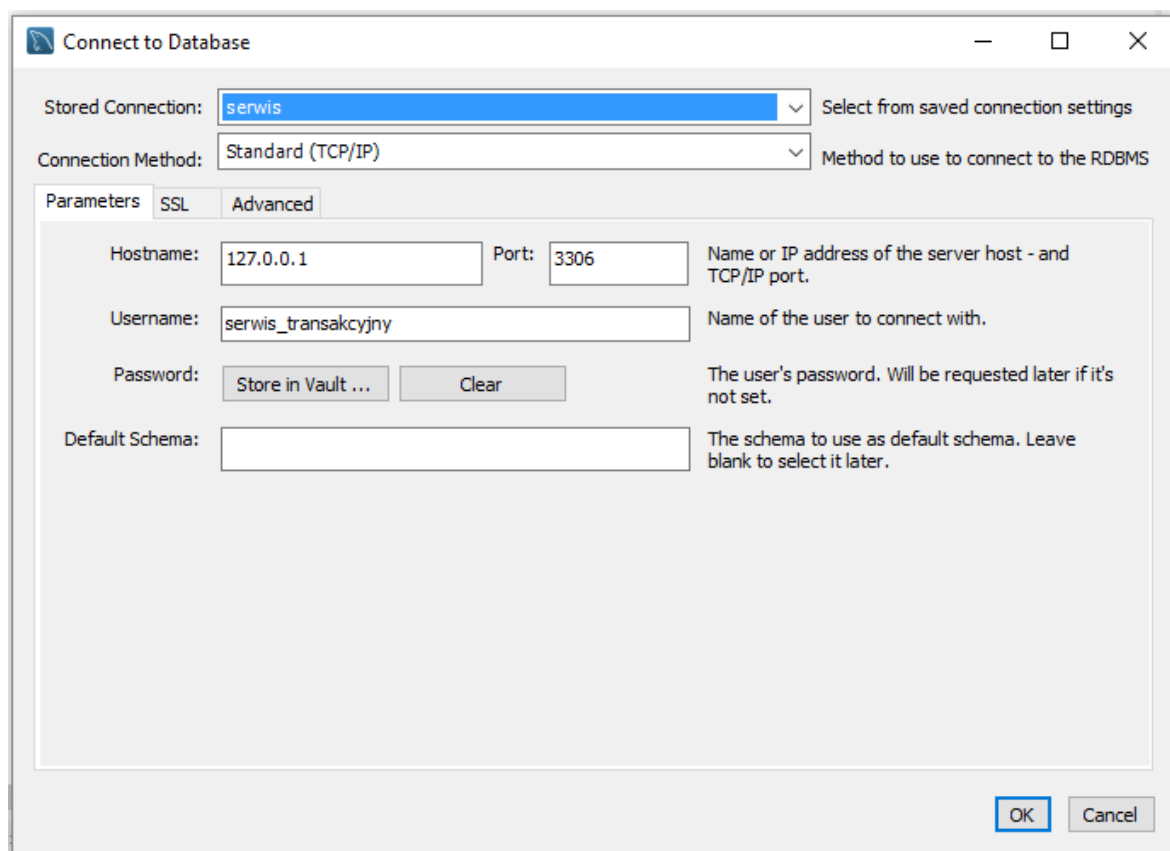 Connect to Database
Stored Connection: serwis Select from saved connection settings
Connection Method: Standard (TCP/IP) Method to use to connect to the RDBMS
Parameters SSL Advanced
Hostname: 127.0.0.1 Port: 3306 Name or IP address of the server host - and
TCP/IP port.
Username: serwis_transakcyjny Name of the user to connect with.
Password: Store in Vault ... Clear The user's password. Will be requested later if it's
not set.
Default Schema: The schema to use as default schema. Leave
blank to select it later.
OK Cancel